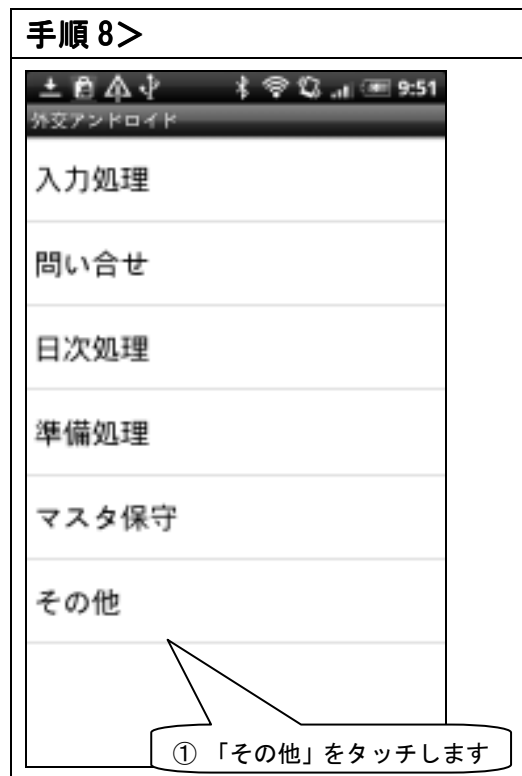 手順 8＞
9:51
外交アンドロイド
入力処理
問い合せ
日次処理
準備処理
マスタ保守
その他
① 「その他」をタッチします